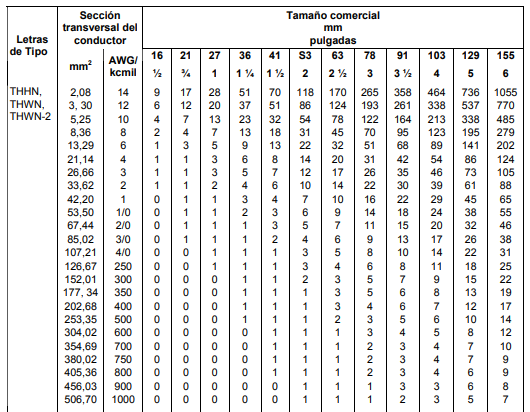 Letras de Tipo Sección transversal del conductor Tamaño comercial mm pulgadas
mm² AWG/kcmil 16 21 27 36 41 S3 63 78 91 103 129 155
½ ¾ 1 1 ¼ 1 ½ 2 2 ½ 3 3 ½ 4 5 6
THHN, 2,08 14 9 17 28 51 70 118 170 265 358 464 736 1055
THWN, 3, 30 12 6 12 20 37 51 86 124 193 261 338 537 770
THWN-2 5,25 10 4 7 13 23 32 54 78 122 164 213 338 485
8,36 8 2 4 7 13 18 31 45 70 95 123 195 279
13,29 6 1 3 5 9 13 22 32 51 68 89 141 202
21,14 4 1 1 3 6 8 14 20 31 42 54 86 124
26,66 3 1 1 3 5 7 12 17 26 35 46 73 105
33,62 2 1 1 2 4 6 10 14 22 30 39 61 88
42,20 1 0 1 1 3 4 7 10 16 22 29 45 65
53,50 1/0 0 1 1 2 3 6 9 14 18 24 38 55
67,44 2/0 0 1 1 1 3 5 7 11 15 20 32 46
85,02 3/0 0 1 1 1 2 4 6 9 13 17 26 38
107,21 4/0 0 0 1 1 1 3 5 8 10 14 22 31
126,67 250 0 0 1 1 1 3 4 6 8 11 18 25
152,01 300 0 0 0 1 1 2 3 5 7 9 15 22
177, 34 350 0 0 0 1 1 1 3 5 6 8 13 19
202,68 400 0 0 0 1 1 1 3 4 6 7 12 17
253,35 500 0 0 0 1 1 1 2 3 5 6 10 14
304,02 600 0 0 0 0 1 1 1 3 4 5 8 12
354,69 700 0 0 0 0 1 1 1 2 3 4 7 10
380,02 750 0 0 0 0 1 1 1 2 3 4 7 9
405,36 800 0 0 0 0 1 1 1 2 3 4 6 9
456,03 900 0 0 0 0 0 1 1 1 3 3 6 8
506,70 1000 0 0 0 0 0 1 1 1 2 3 5 7